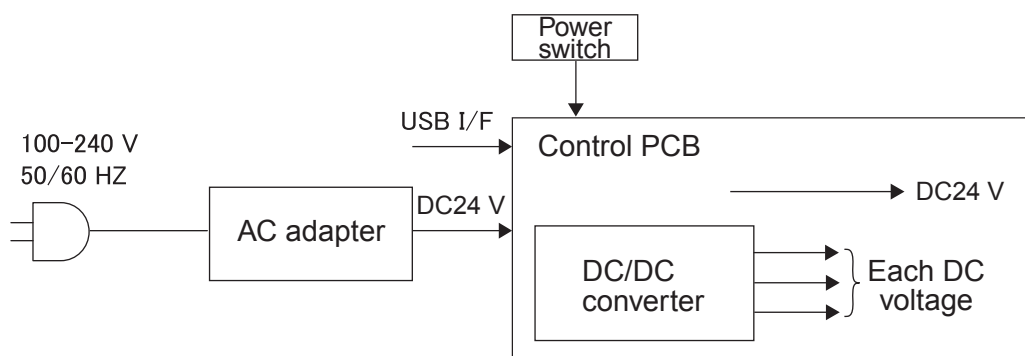 Power
switch
USB I/F
100-240 V
50/60 HZ
Control PCB
DC24 V
AC adapter
DC24 V
DC/DC
converter
Each DC
voltage